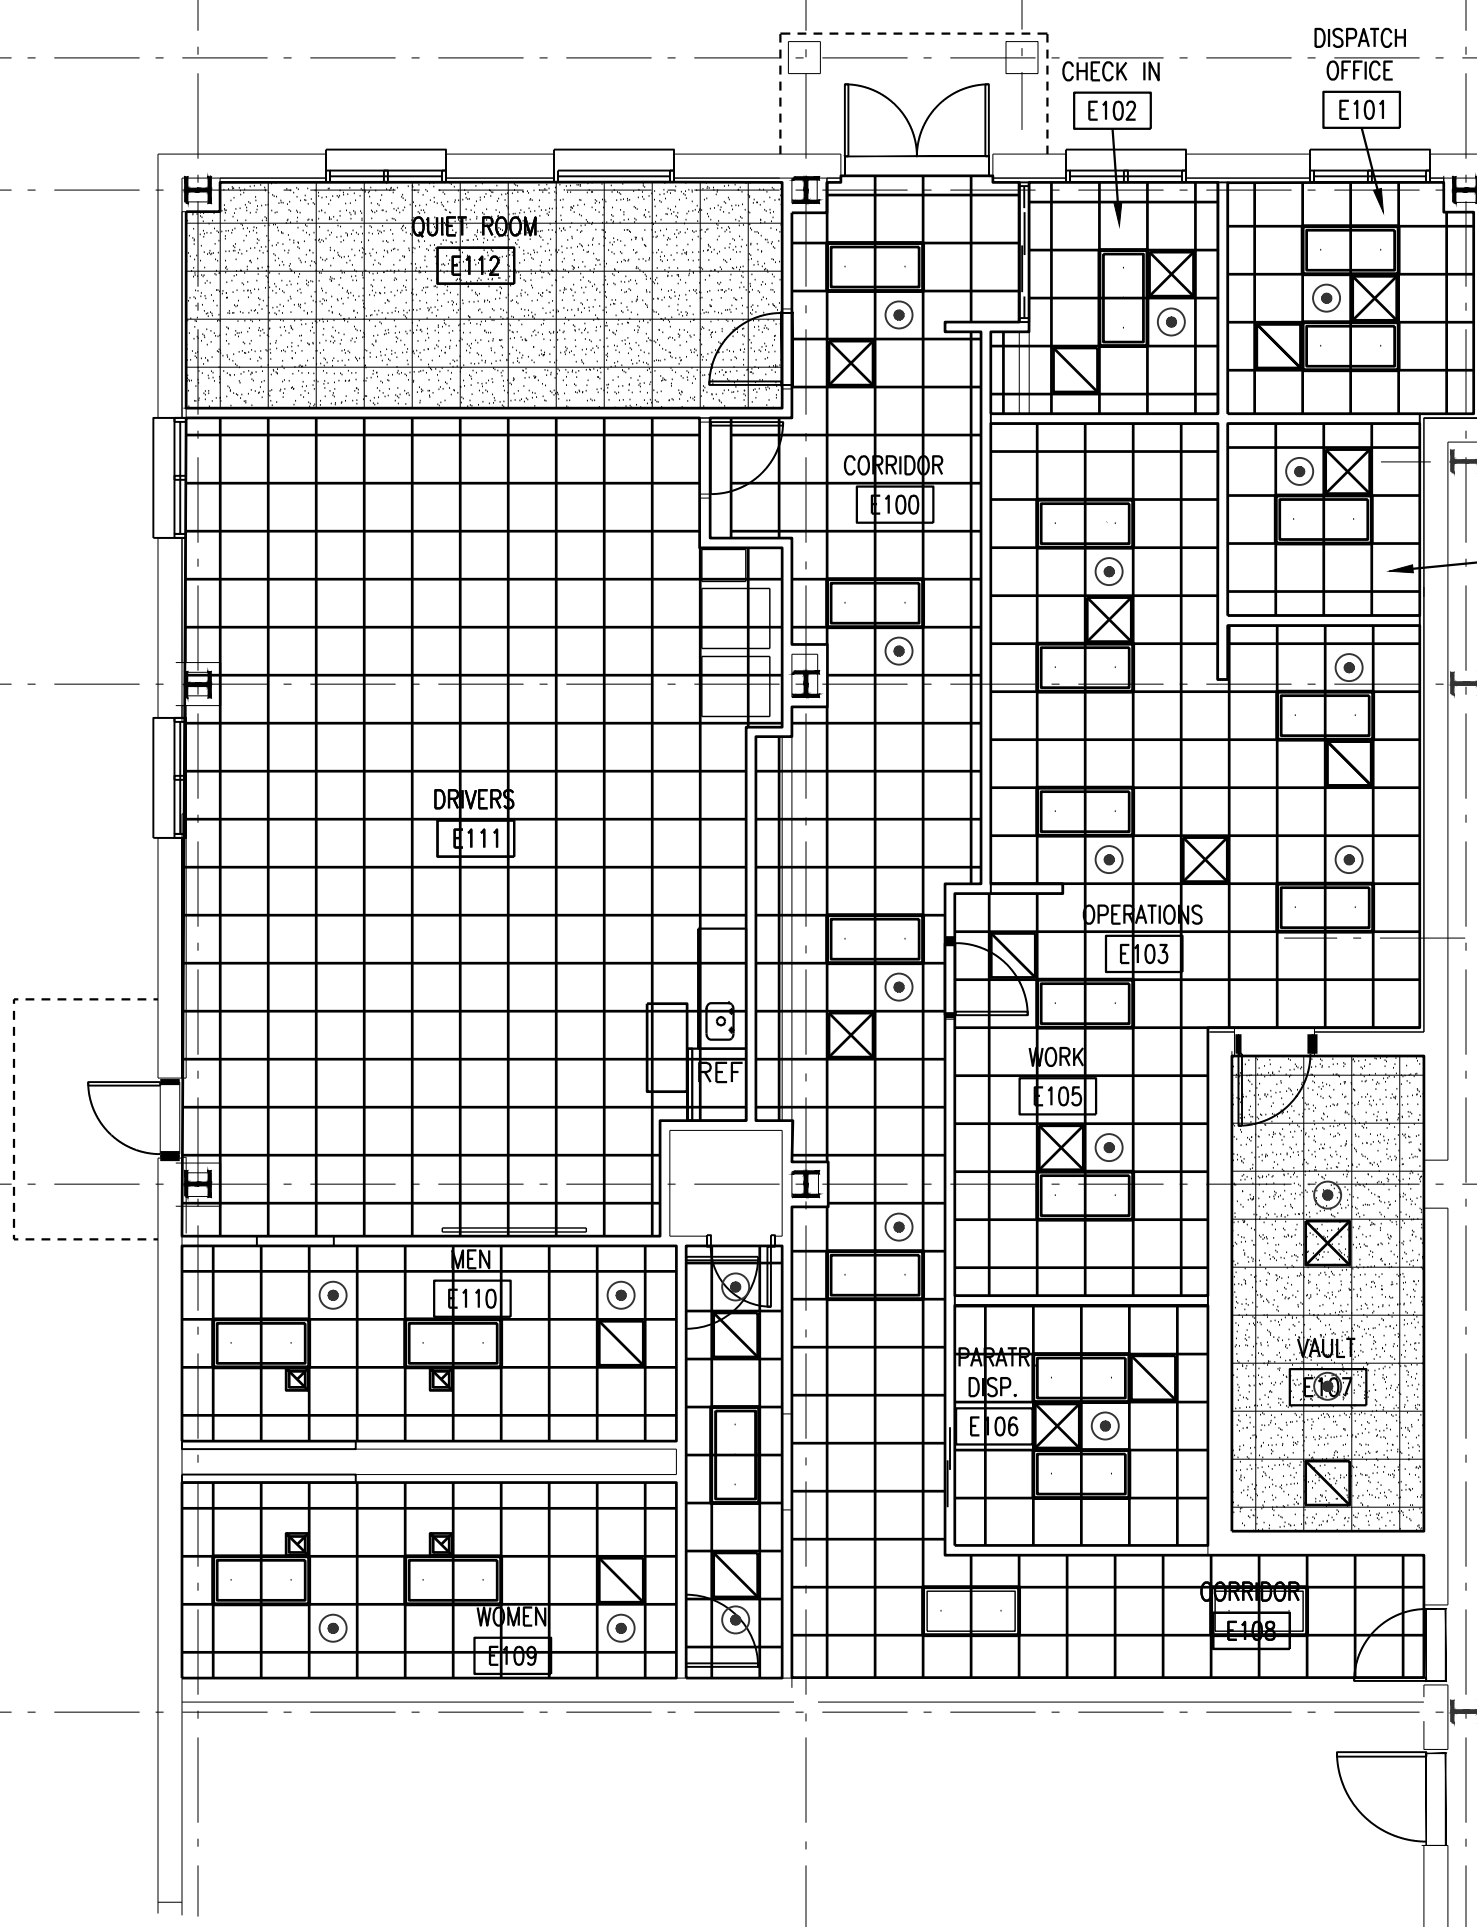 DISPATCH
OFFICE
E101
CHECK IN
E102
QUIET ROOM
E112
CORRIDOR
E100
DRIVERS
E111
OPERATIONS
E103
WORK
E105
REF
MEN
E110
PARATR.
DISP.
E106
VAULT
E107
CORRIDOR
E108
WOMEN
E109